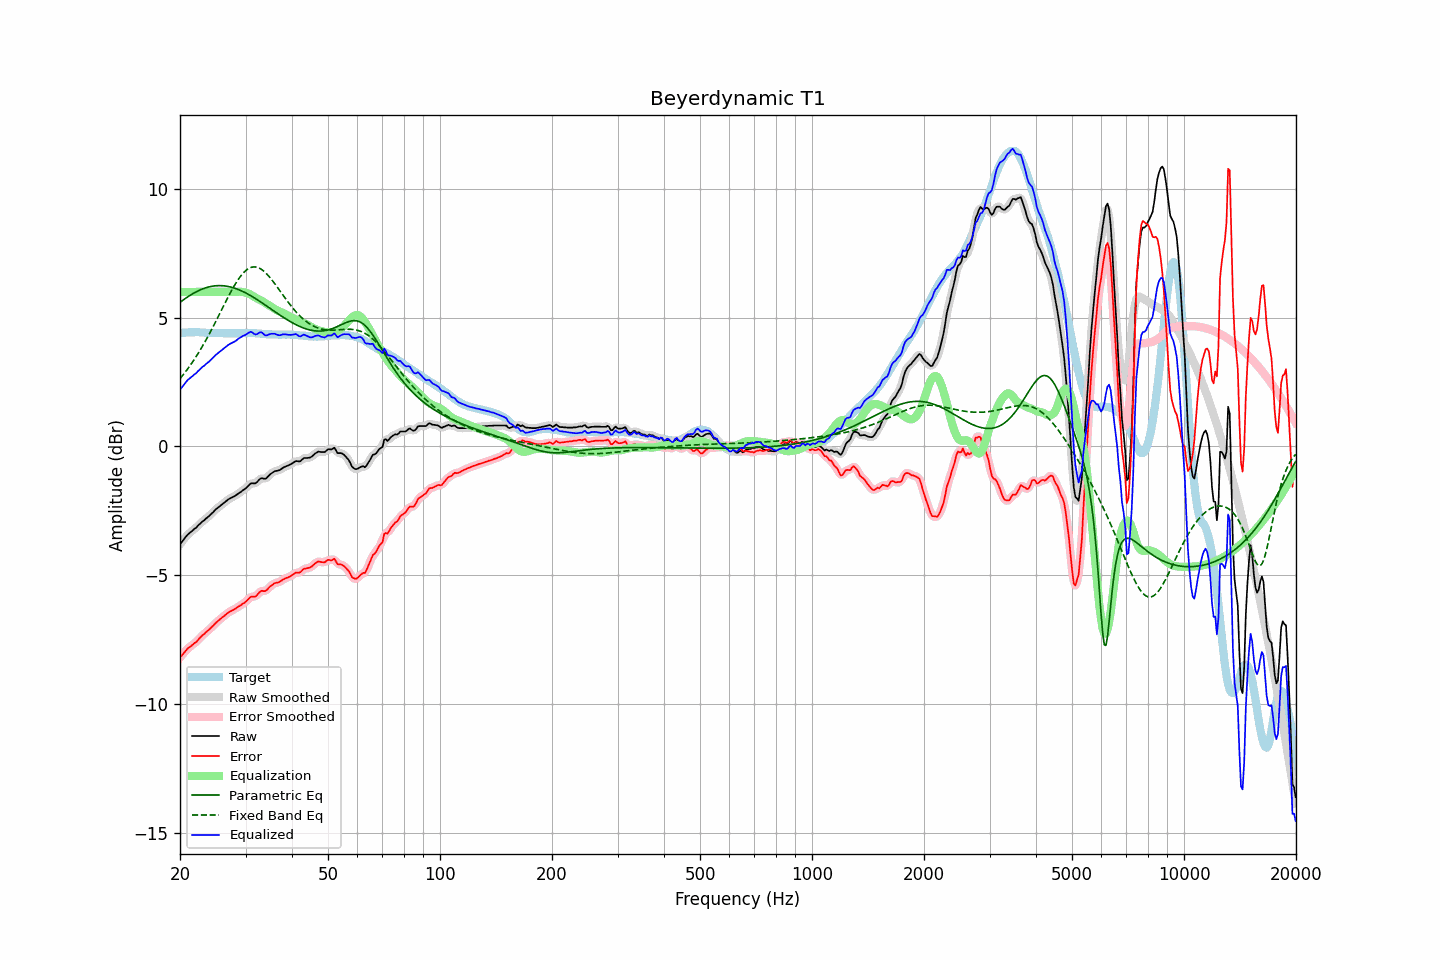 Beyerdynamic T1
Amplitude (dBr)
10
5
0
−5
−10
−15
Target
Raw Smoothed
Error Smoothed
Raw
Error
Equalization
Parametric Eq
Fixed Band Eq
Equalized
20 50 100 200 500 1000 2000 5000 10000 20000
Frequency (Hz)